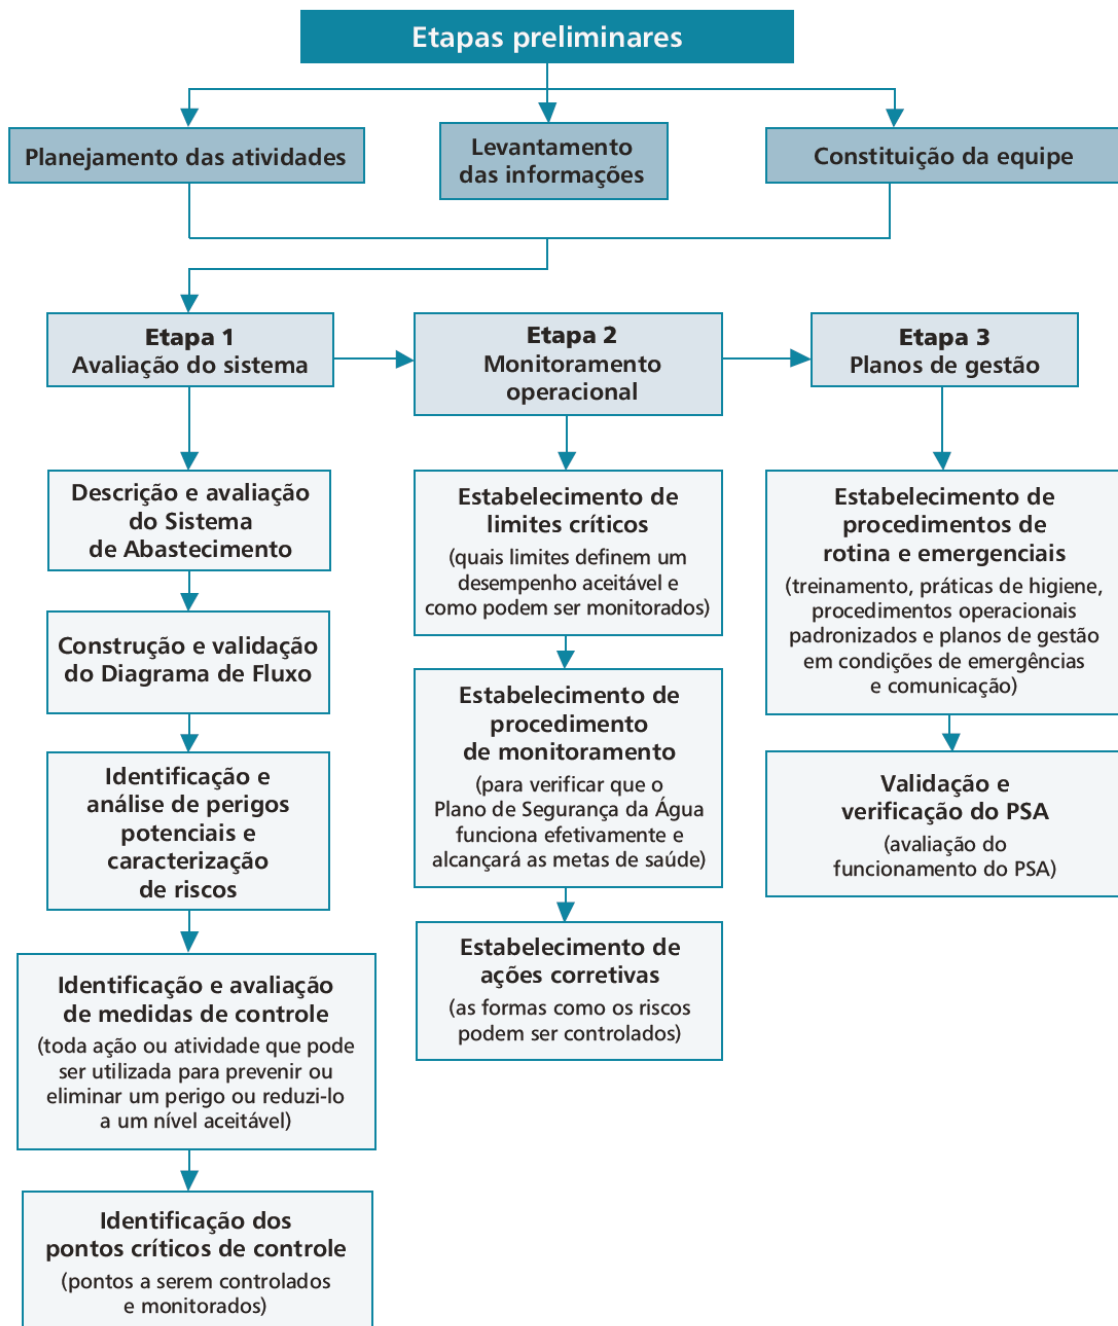 Etapas preliminares
Planejamento das atividades
Levantamento
das informações
Constituição da equipe
Etapa 1
Avaliação do sistema
Etapa 2
Monitoramento
operacional
Etapa 3
Planos de gestão
Descrição e avaliação
do Sistema
de Abastecimento
Construção e validação
do Diagrama de Fluxo
Identificação e
análise de perigos
potenciais e
caracterização
de riscos
Identificação e avaliação
de medidas de controle
(toda ação ou atividade que pode
ser utilizada para prevenir ou
eliminar um perigo ou reduzi-lo
a um nível aceitável)
Identificação dos
pontos críticos de controle
(pontos a serem controlados
e monitorados)
Estabelecimento de
limites críticos
(quais limites definem um
desempenho aceitável e
como podem ser monitorados)
Estabelecimento de
procedimento
de monitoramento
(para verificar que o
Plano de Segurança da Água
funciona efetivamente e
alcançará as metas de saúde)
Estabelecimento de
ações corretivas
(as formas como os riscos
podem ser controlados)
Estabelecimento de
procedimentos de
rotina e emergenciais
(treinamento, práticas de higiene,
procedimentos operacionais
padronizados e planos de gestão
em condições de emergências
e comunicação)
Validação e
verificação do PSA
(avaliação do
funcionamento do PSA)